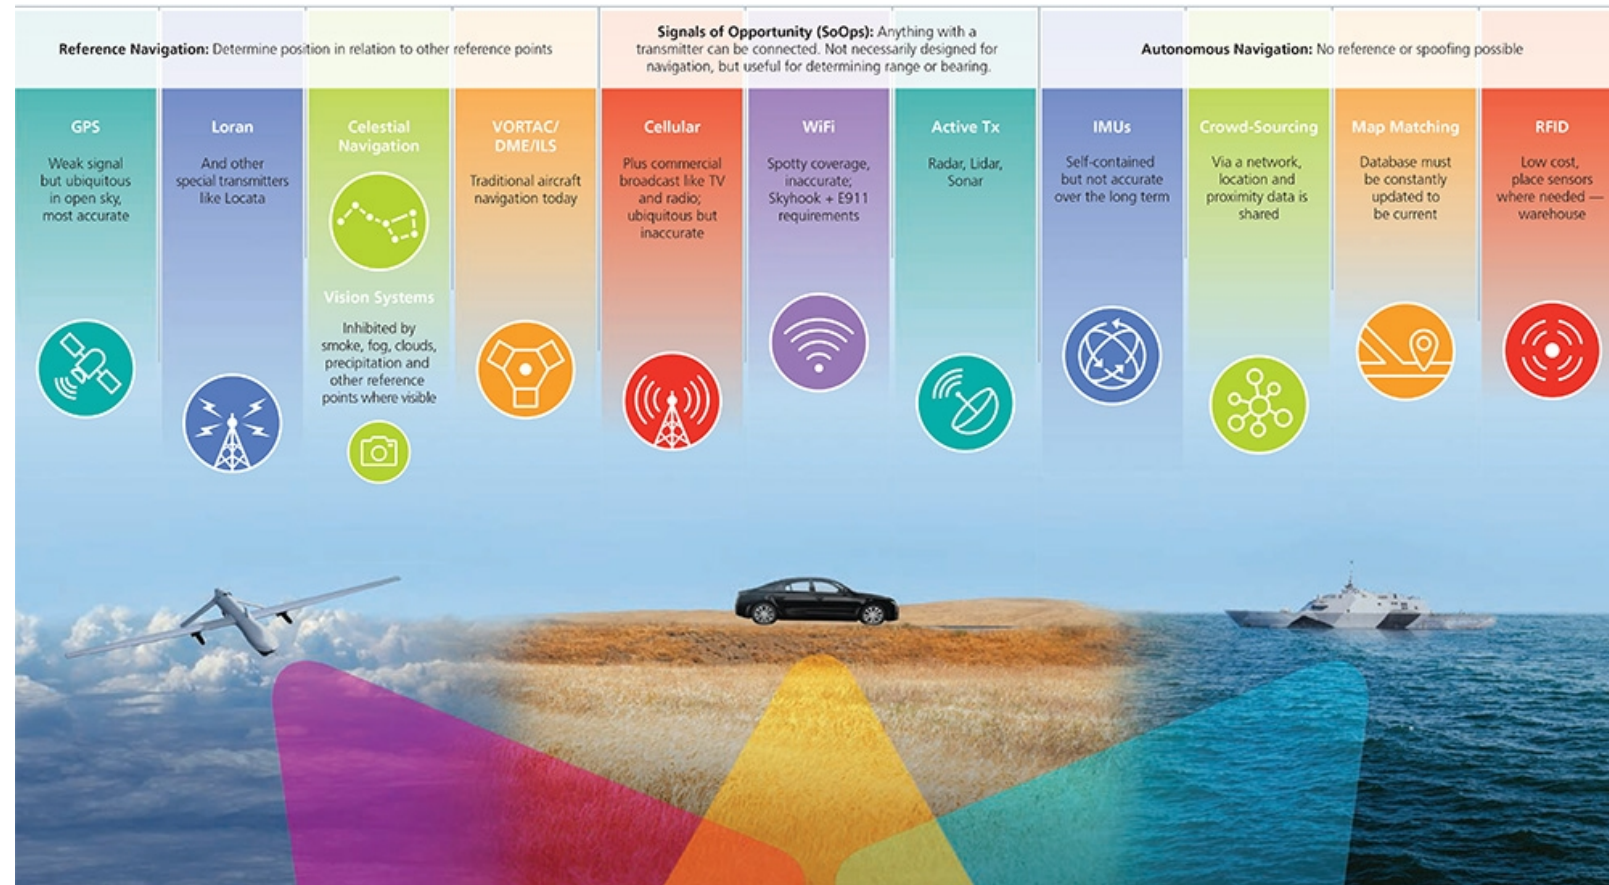 Reference Navigation: Determine position in relation to other reference points
Signals of Opportunity (SoOps): Anything with a
transmitter can be connected. Not necessarily designed for
navigation, but useful for determining range or bearing.
Autonomous Navigation: No reference or spoofing possible
GPS
Weak signal
but ubiquitous
in open sky,
most accurate
Loran
And other
special transmitters
like Locata
Celestial
Navigation
Vision Systems
Inhibited by
smoke, fog, clouds,
precipitation and
other reference
points where visible
VORTAC/
DME/ILS
Traditional aircraft
navigation today
Cellular
Plus commercial
broadcast like TV
and radio;
ubiquitous but
inaccurate
WiFi
Spotty coverage,
inaccurate;
Skyhook + E911
requirements
Active Tx
Radar, Lidar,
Sonar
IMUs
Self-contained
but not accurate
over the long term
Crowd-Sourcing
Via a network,
location and
proximity data is
shared
Map Matching
Database must
be constantly
updated to
be current
RFID
Low cost,
place sensors
where needed —
warehouse